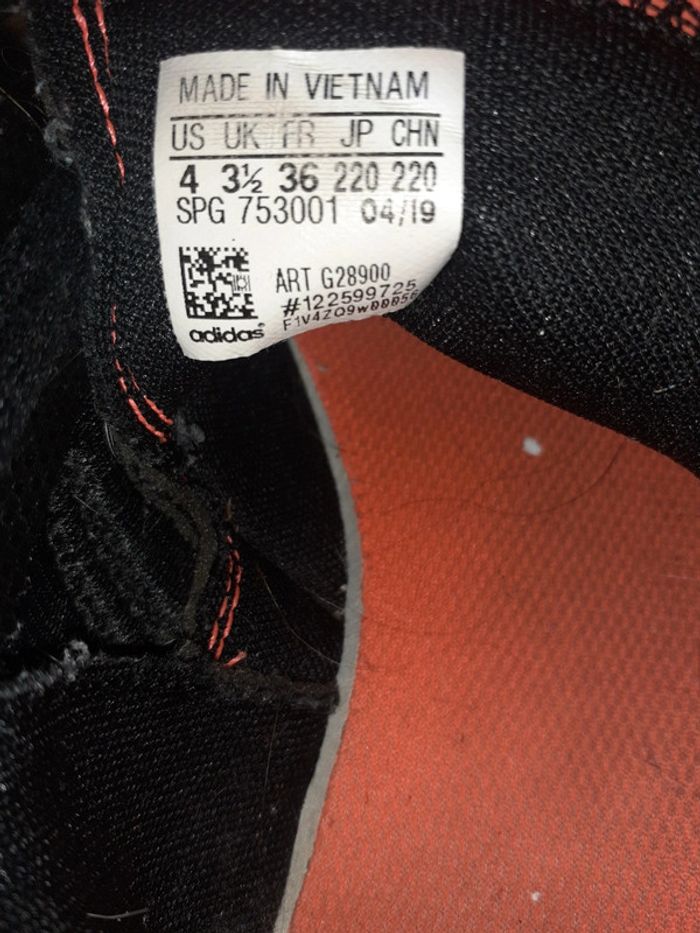 MADE IN VIETNAM
US UK FR JP CHN
4 3½ 36 220 220
SPG 753001 04/19
ART G28900
#122599725
adidas